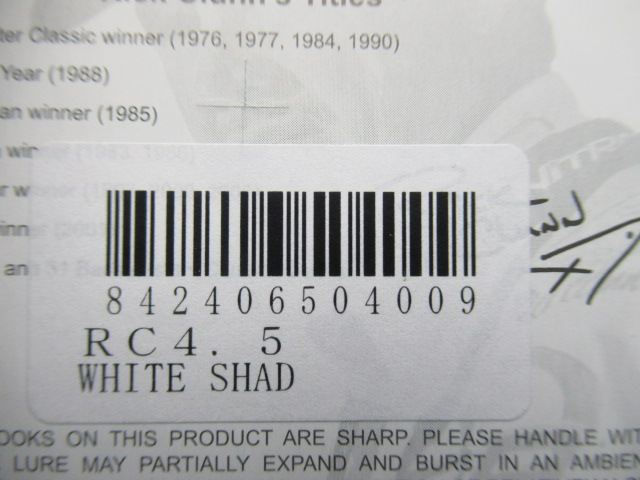 Titles
ter Classic winner (1976, 1977, 1984, 1990)
Year (1988)
an winner (1985)
842406504009
RC4.5
WHITE SHAD
OOKS ON THIS PRODUCT ARE SHARP. PLEASE HANDLE WIT
LURE MAY PARTIALLY EXPAND AND BURST IN AN AMBIEN